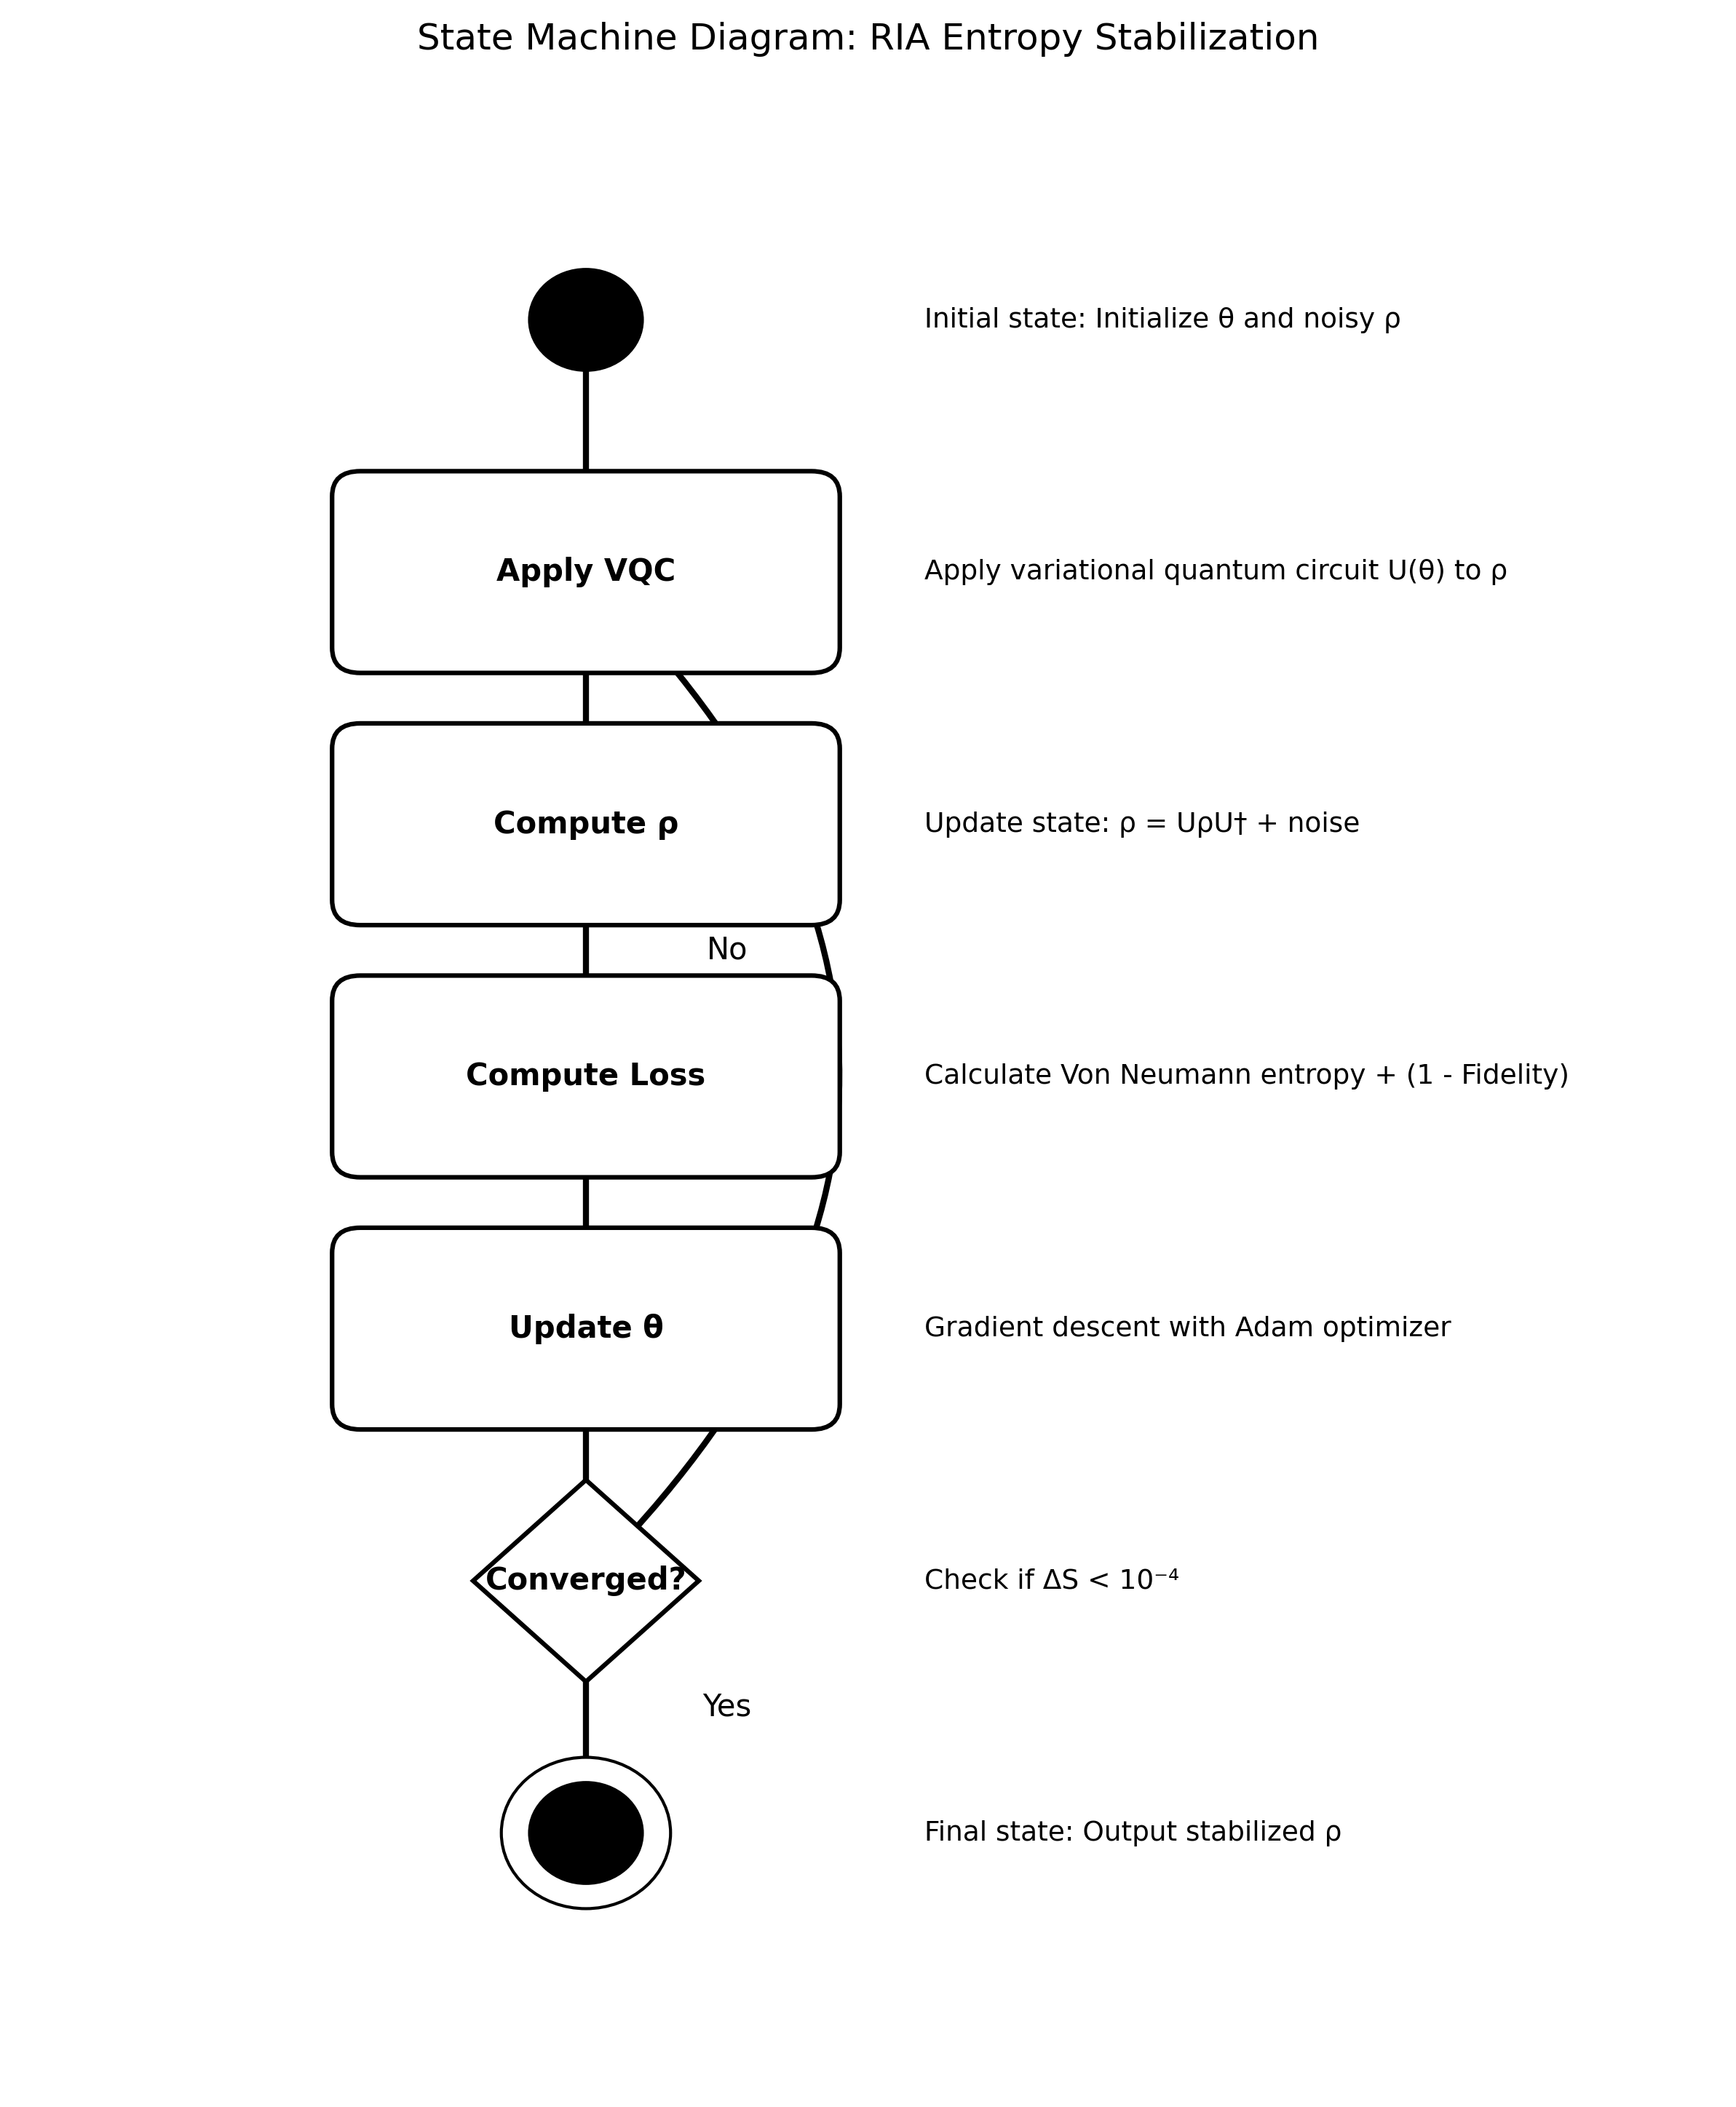 State Machine Diagram: RIA Entropy Stabilization
Initial state: Initialize θ and noisy ρ
Apply VQC
Apply variational quantum circuit U(θ) to ρ
Compute ρ
Update state: ρ = UρU† + noise
No
Compute Loss
Calculate Von Neumann entropy + (1 - Fidelity)
Update θ
Gradient descent with Adam optimizer
Converged?
Check if ΔS < 10⁻⁴
Yes
Final state: Output stabilized ρ